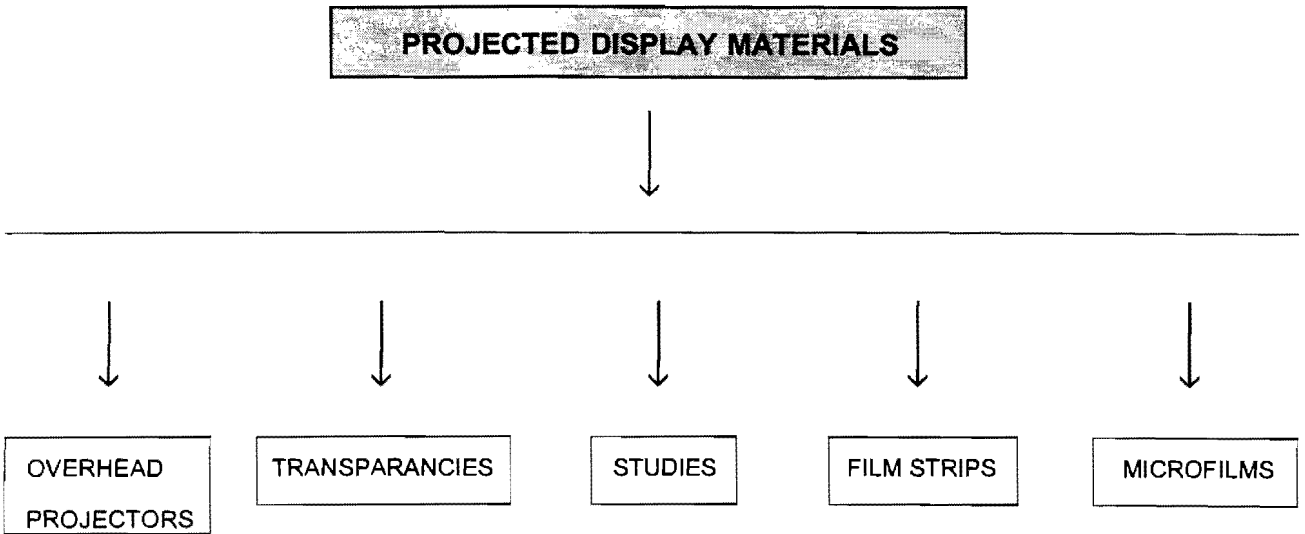 PROJECTED DISPLAY MATERIALS
OVERHEAD
PROJECTORS
TRANSPARANCIES
STUDIES
FILM STRIPS
MICROFILMS